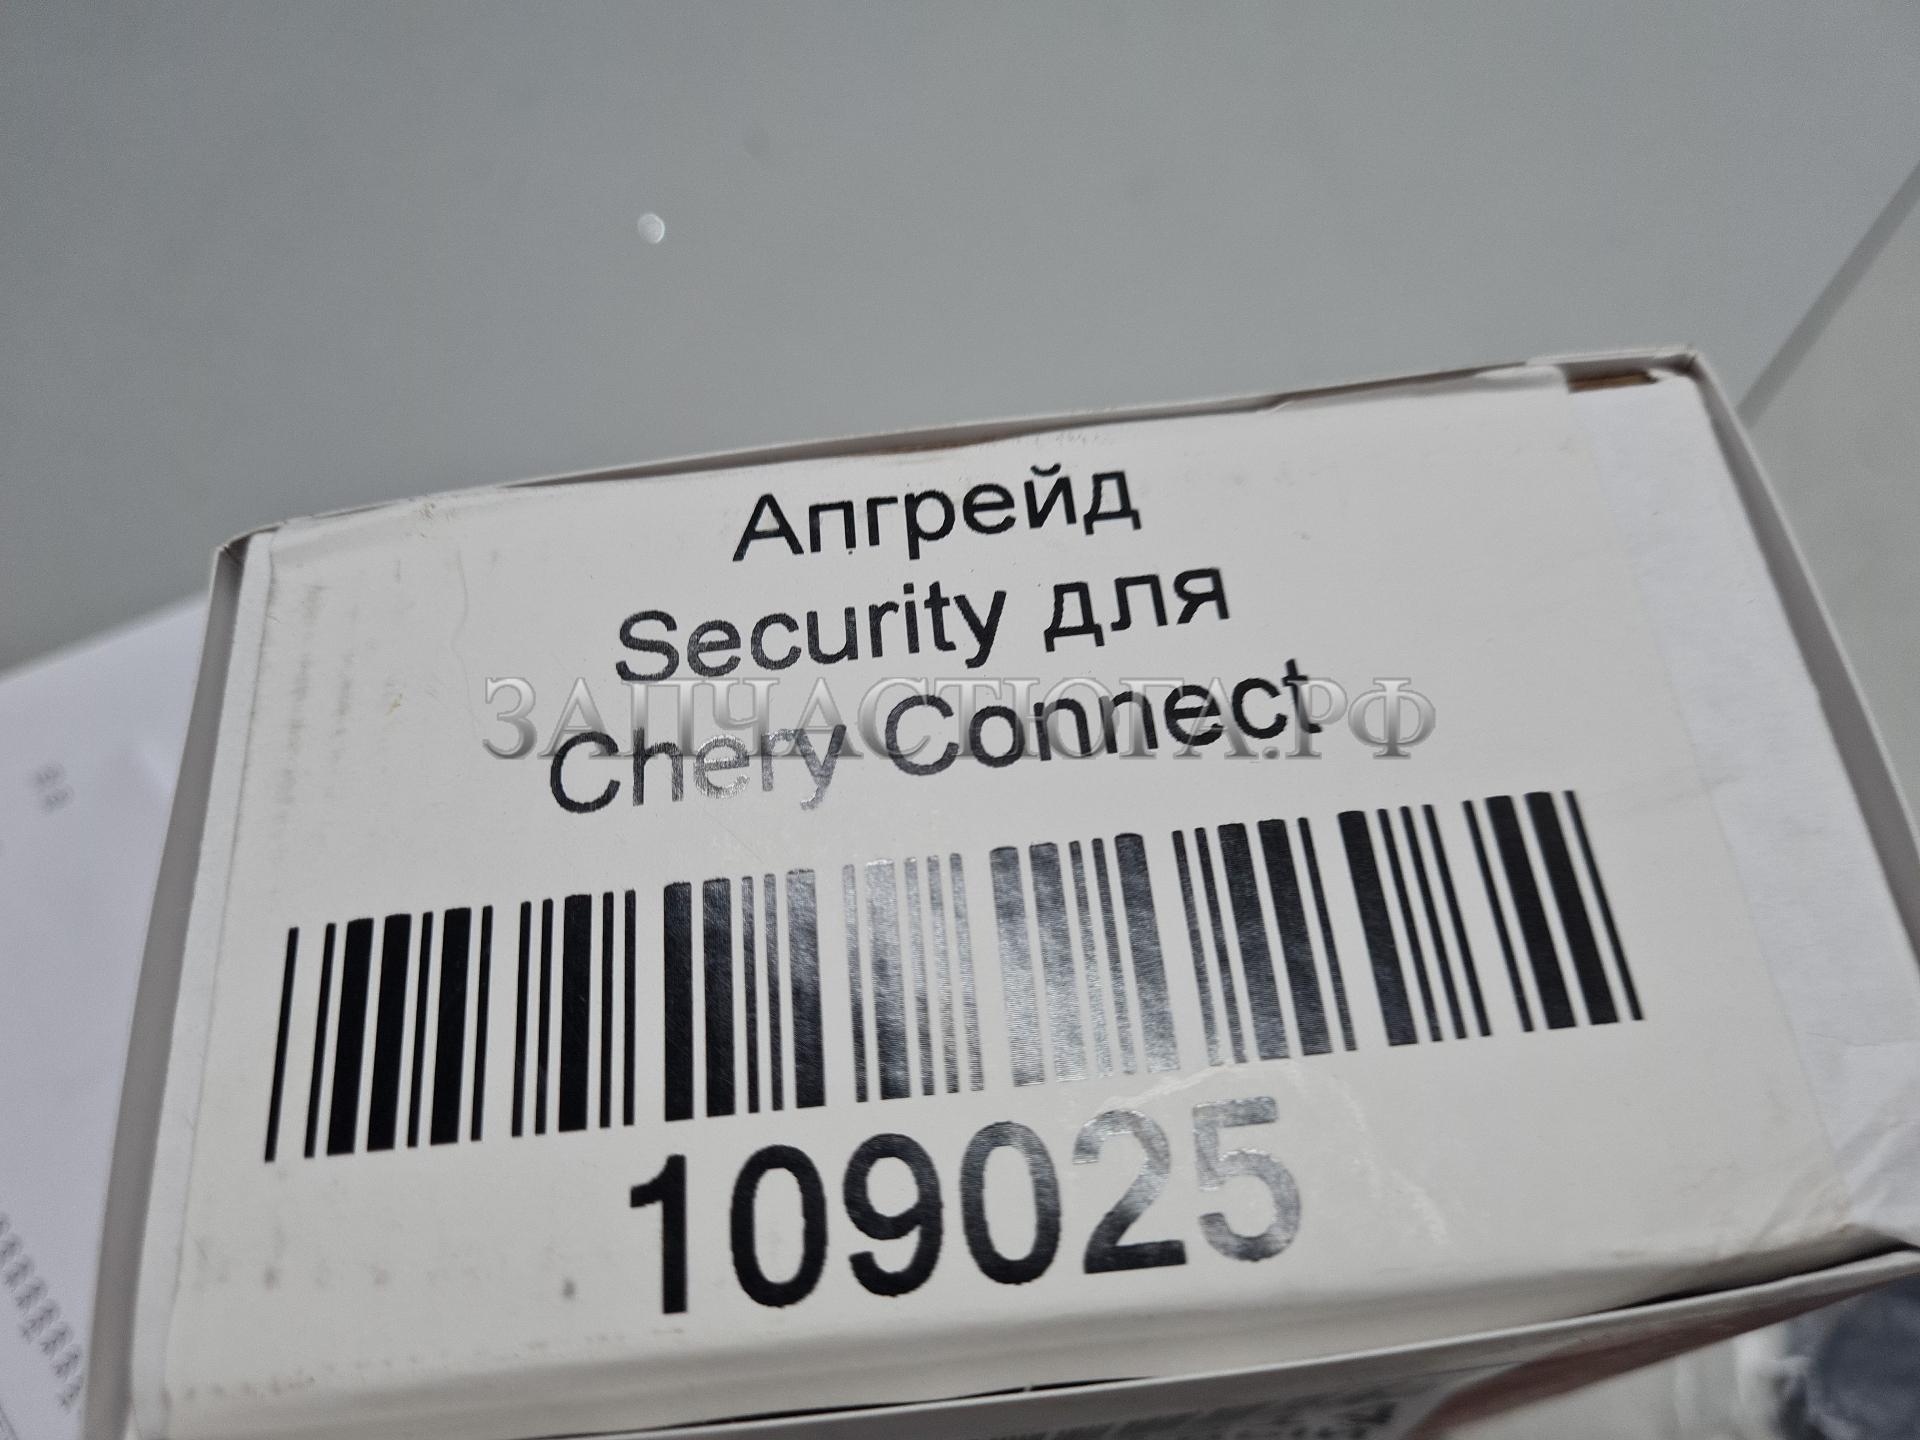 Апгрейд
Security для
ЗАПЧАСТЮГА.РФ
Chery Connect
109025